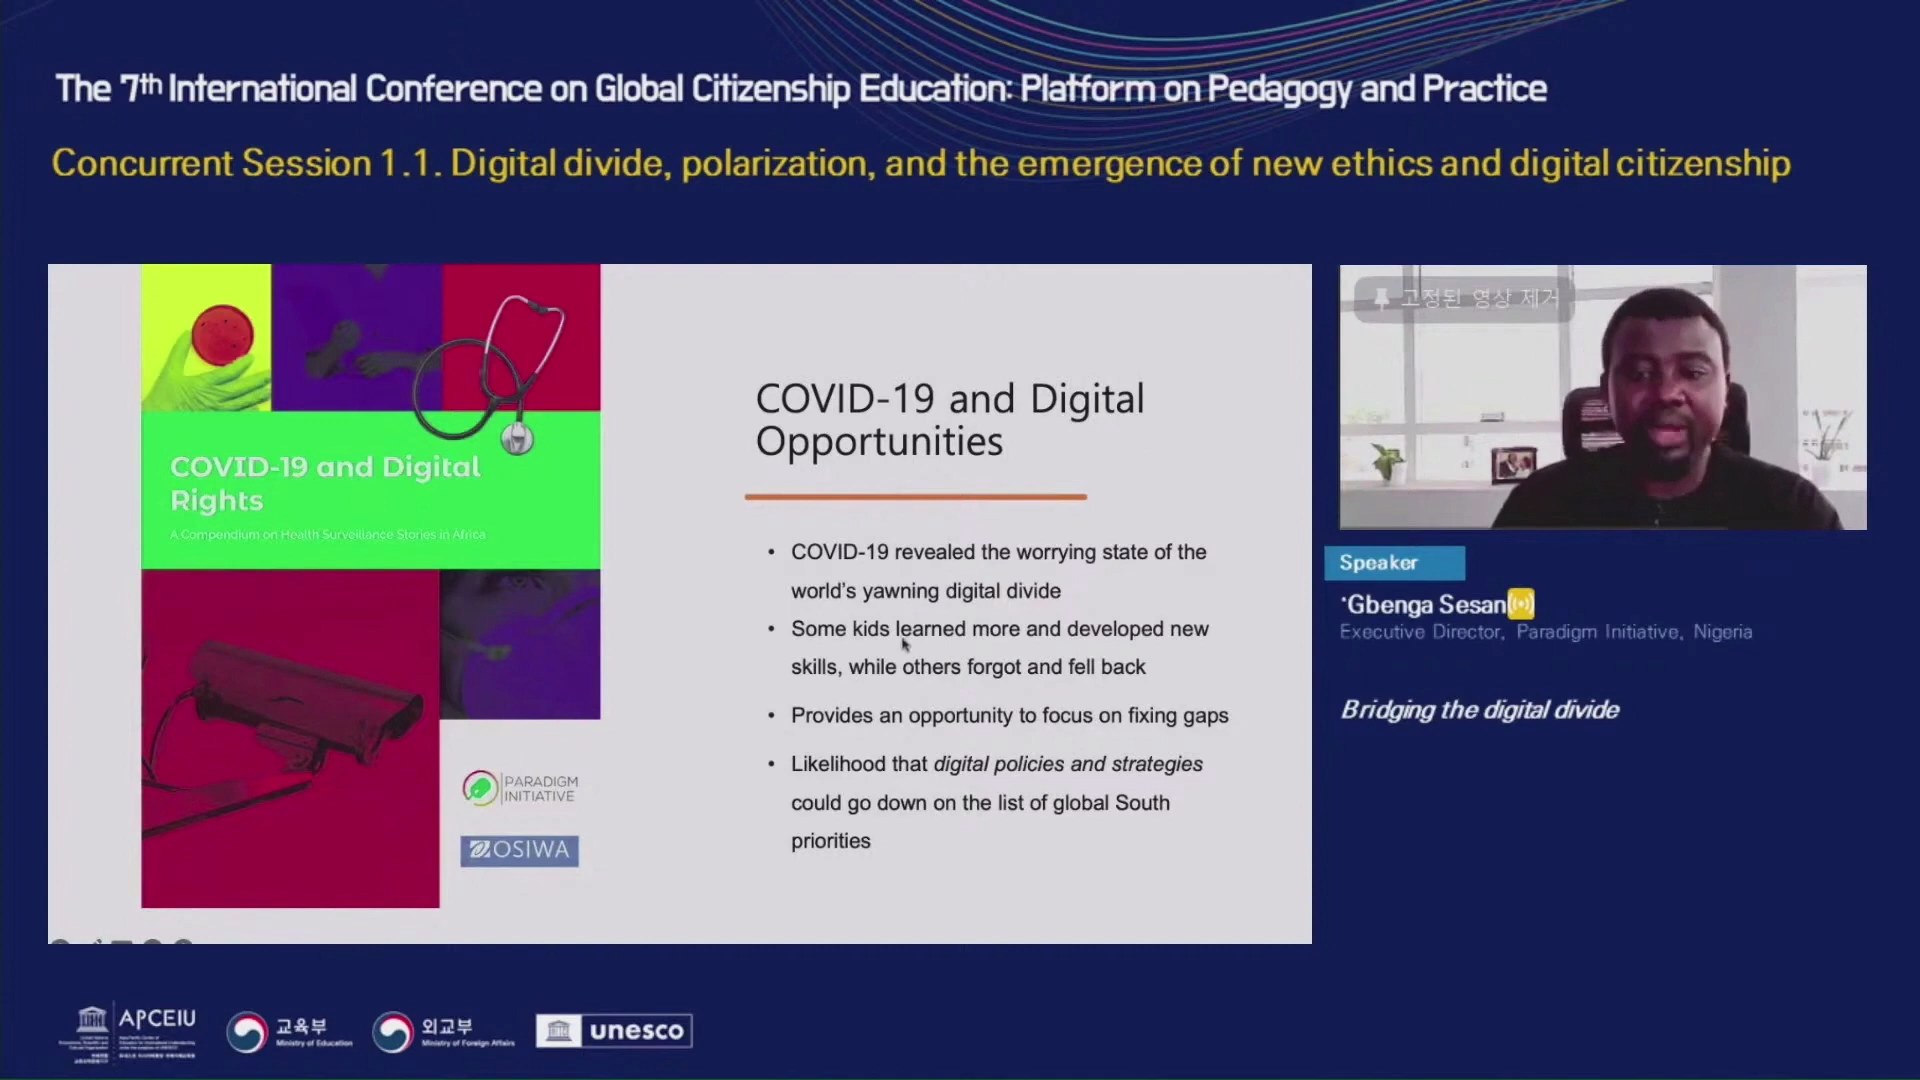 The 7th International Conference on Global Citizenship Education: Platform on Pedagogy and Practice
Concurrent Session 1.1. Digital divide, polarization, and the emergence of new ethics and digital citizenship
COVID-19 and Digital
Rights
A Compendium on Health Surveillance Stories in Africa
PARADIGM
INITIATIVE
OSIWA
COVID-19 and Digital
Opportunities
• COVID-19 revealed the worrying state of the
world's yawning digital divide
• Some kids learned more and developed new
skills, while others forgot and fell back
• Provides an opportunity to focus on fixing gaps
• Likelihood that digital policies and strategies
could go down on the list of global South
priorities
고정된 영상 제거
Speaker
'Gbenga Sesan
Executive Director, Paradigm Initiative, Nigeria
Bridging the digital divide
APCEIU
교육부
Ministry of Education
외교부
Ministry of Foreign Affairs
unesco